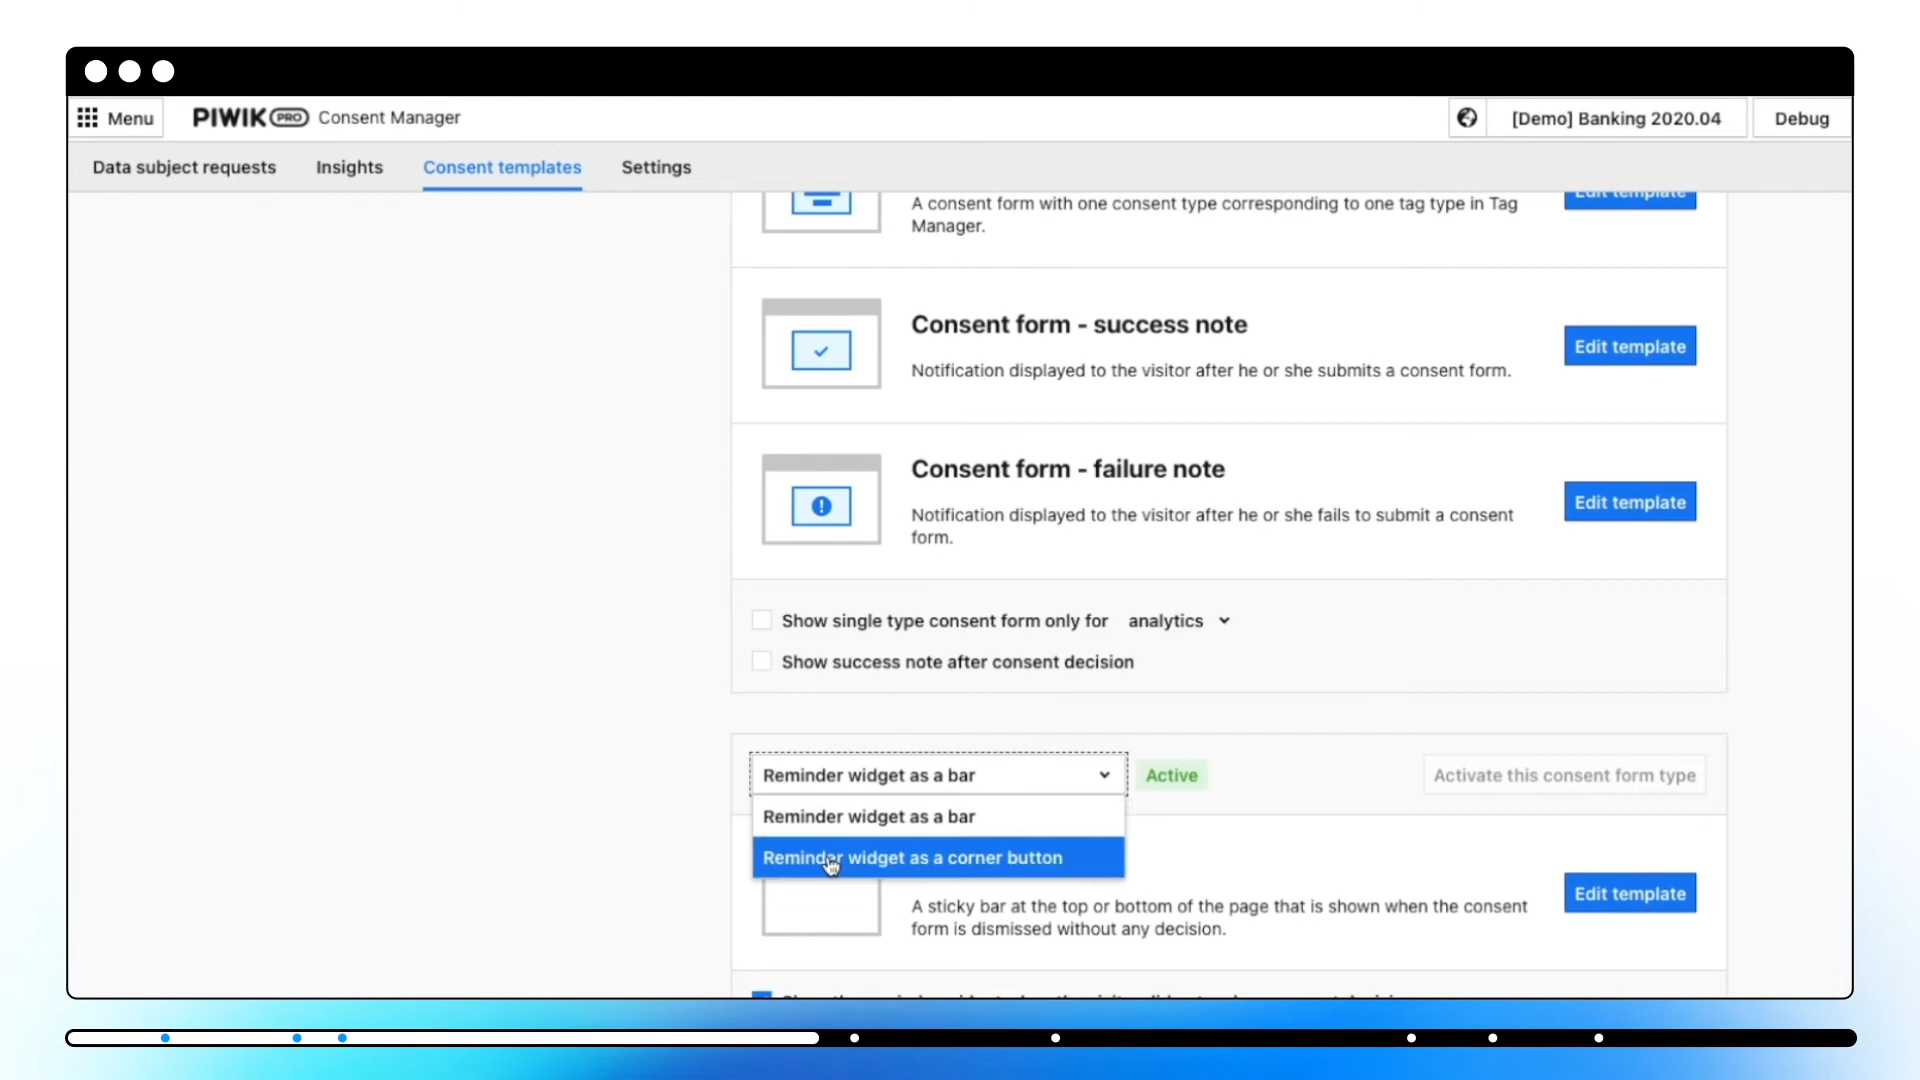 Menu
PIWIK PRO Consent Manager
[Demo] Banking 2020.04
Debug
Data subject requests
Insights
Consent templates
Settings
A consent form with one consent type corresponding to one tag type in Tag
Manager.
Edit template
Consent form - success note
Notification displayed to the visitor after he or she submits a consent form.
Edit template
Consent form - failure note
Notification displayed to the visitor after he or she fails to submit a consent
form.
Edit template
Show single type consent form only for analytics
Show success note after consent decision
Reminder widget as a bar
Active
Activate this consent form type
Reminder widget as a bar
Reminder widget as a corner button
A sticky bar at the top or bottom of the page that is shown when the consent
form is dismissed without any decision.
Edit template